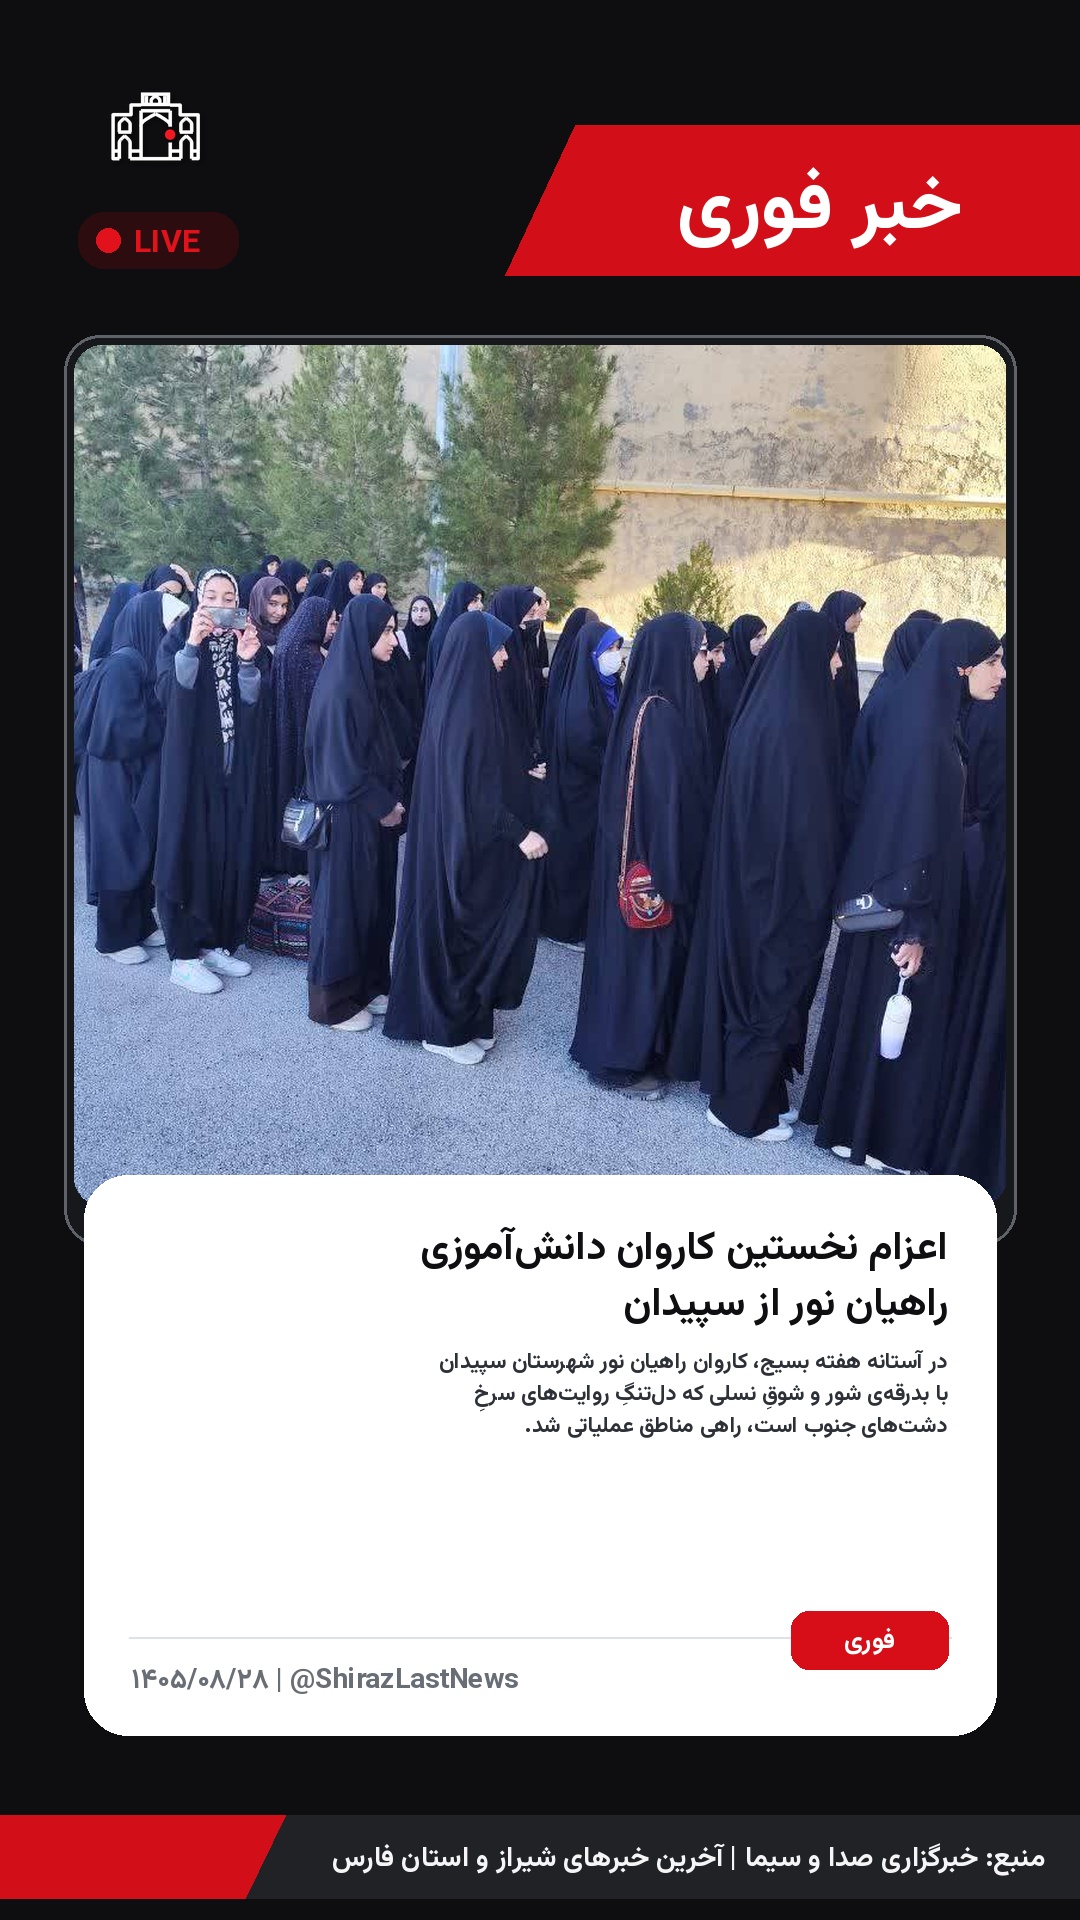 خبر فوری
LIVE
اعزام نخستین کاروان دانش‌آموزی
راهیان نور از سپیدان
در آستانه هفته بسیج، کاروان راهیان نور شهرستان سپیدان
با بدرقه‌ی شور و شوقِ نسلی که دل‌تنگِ روایت‌های سرخِ
دشت‌های جنوب است، راهی مناطق عملیاتی شد.
فوری
۱۴۰۵/۰۸/۲۸ | @ShirazLastNews
منبع: خبرگزاری صدا و سیما | آخرین خبرهای شیراز و استان فارس